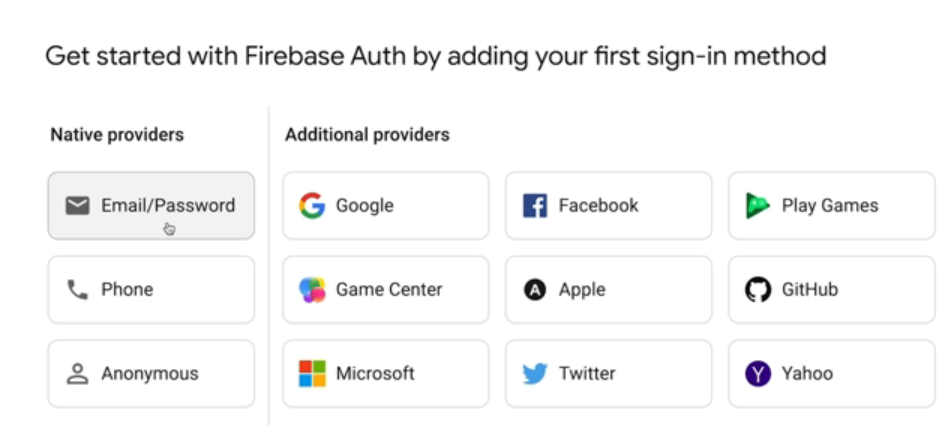 Get started with Firebase Auth by adding your first sign-in method
Native providers
Additional providers
Email/Password
Google
Facebook
Play Games
Phone
Game Center
Apple
GitHub
Anonymous
Microsoft
Twitter
Yahoo